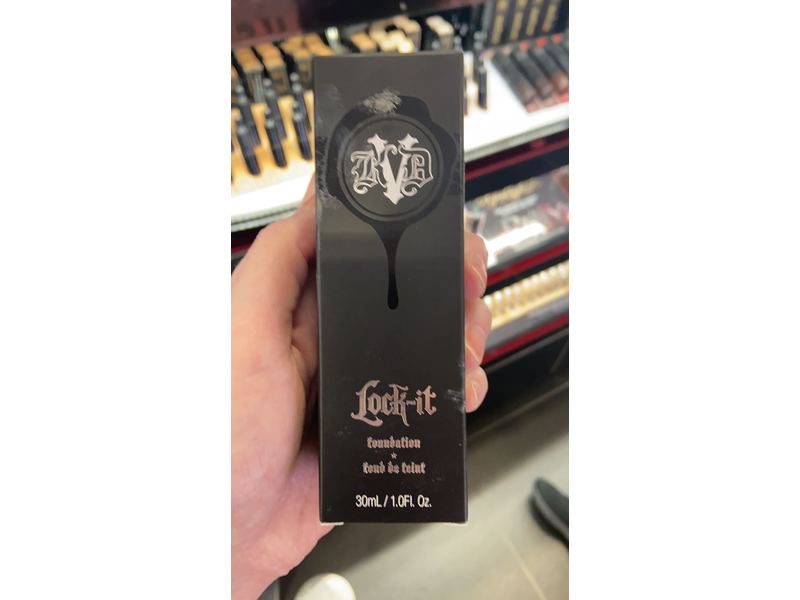 KVD
Lock-it
foundation
★
fond de teint
30mL / 1.0Fl. Oz.